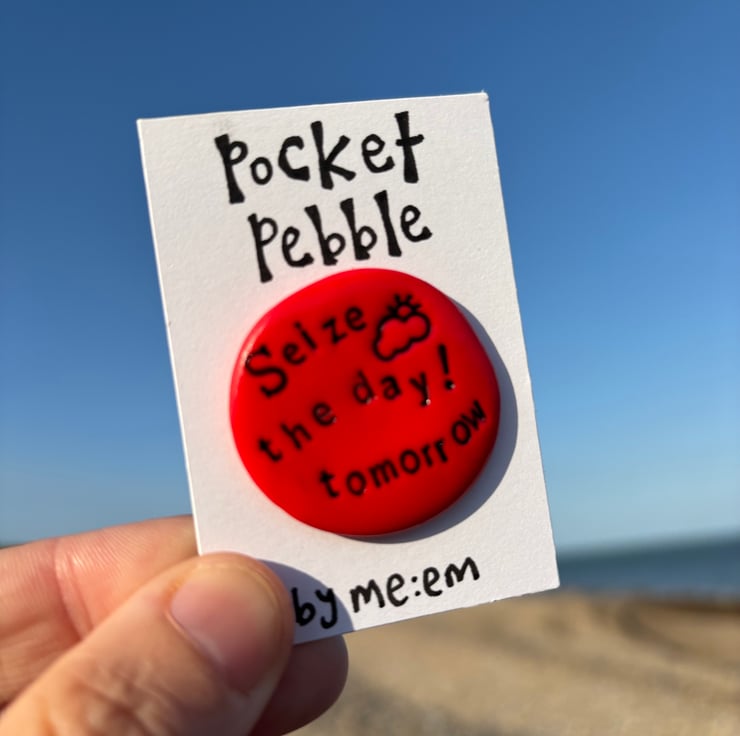 Pocket
Pebble
Seize
the day!
tomorrow
by me:em